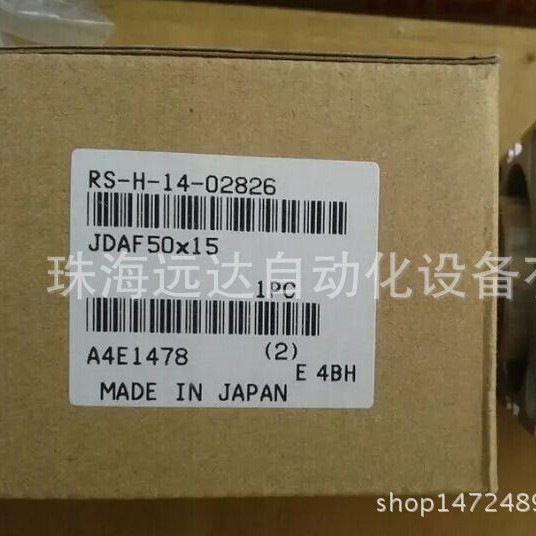 RS-H-14-02826
JDAF50x15
珠海远达自动化设备有
1PC
A4E1478
(2)
E 4BH
MADE IN JAPAN
shop1472489